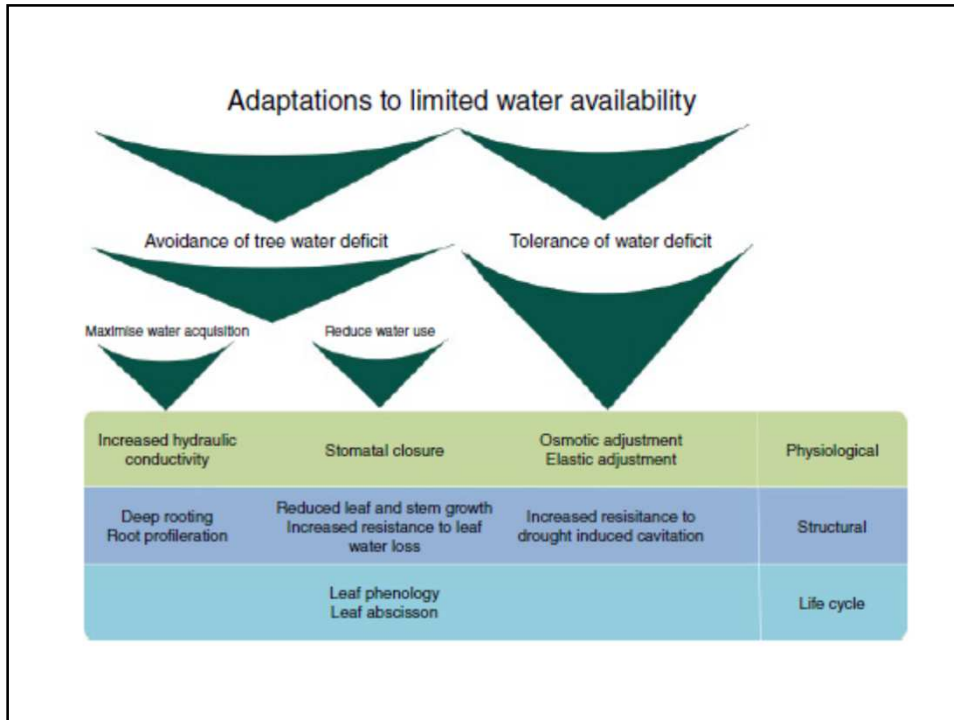 Adaptations to limited water availability
Avoidance of tree water deficit
Tolerance of water deficit
Maximise water acquisition
Reduce water use
Increased hydraulic
conductivity
Stomatal closure
Osmotic adjustment
Elastic adjustment
Physiological
Deep rooting
Root profileration
Reduced leaf and stem growth
Increased resistance to leaf
water loss
Increased resisitance to
drought induced cavitation
Structural
Leaf phenology
Leaf abscisson
Life cycle